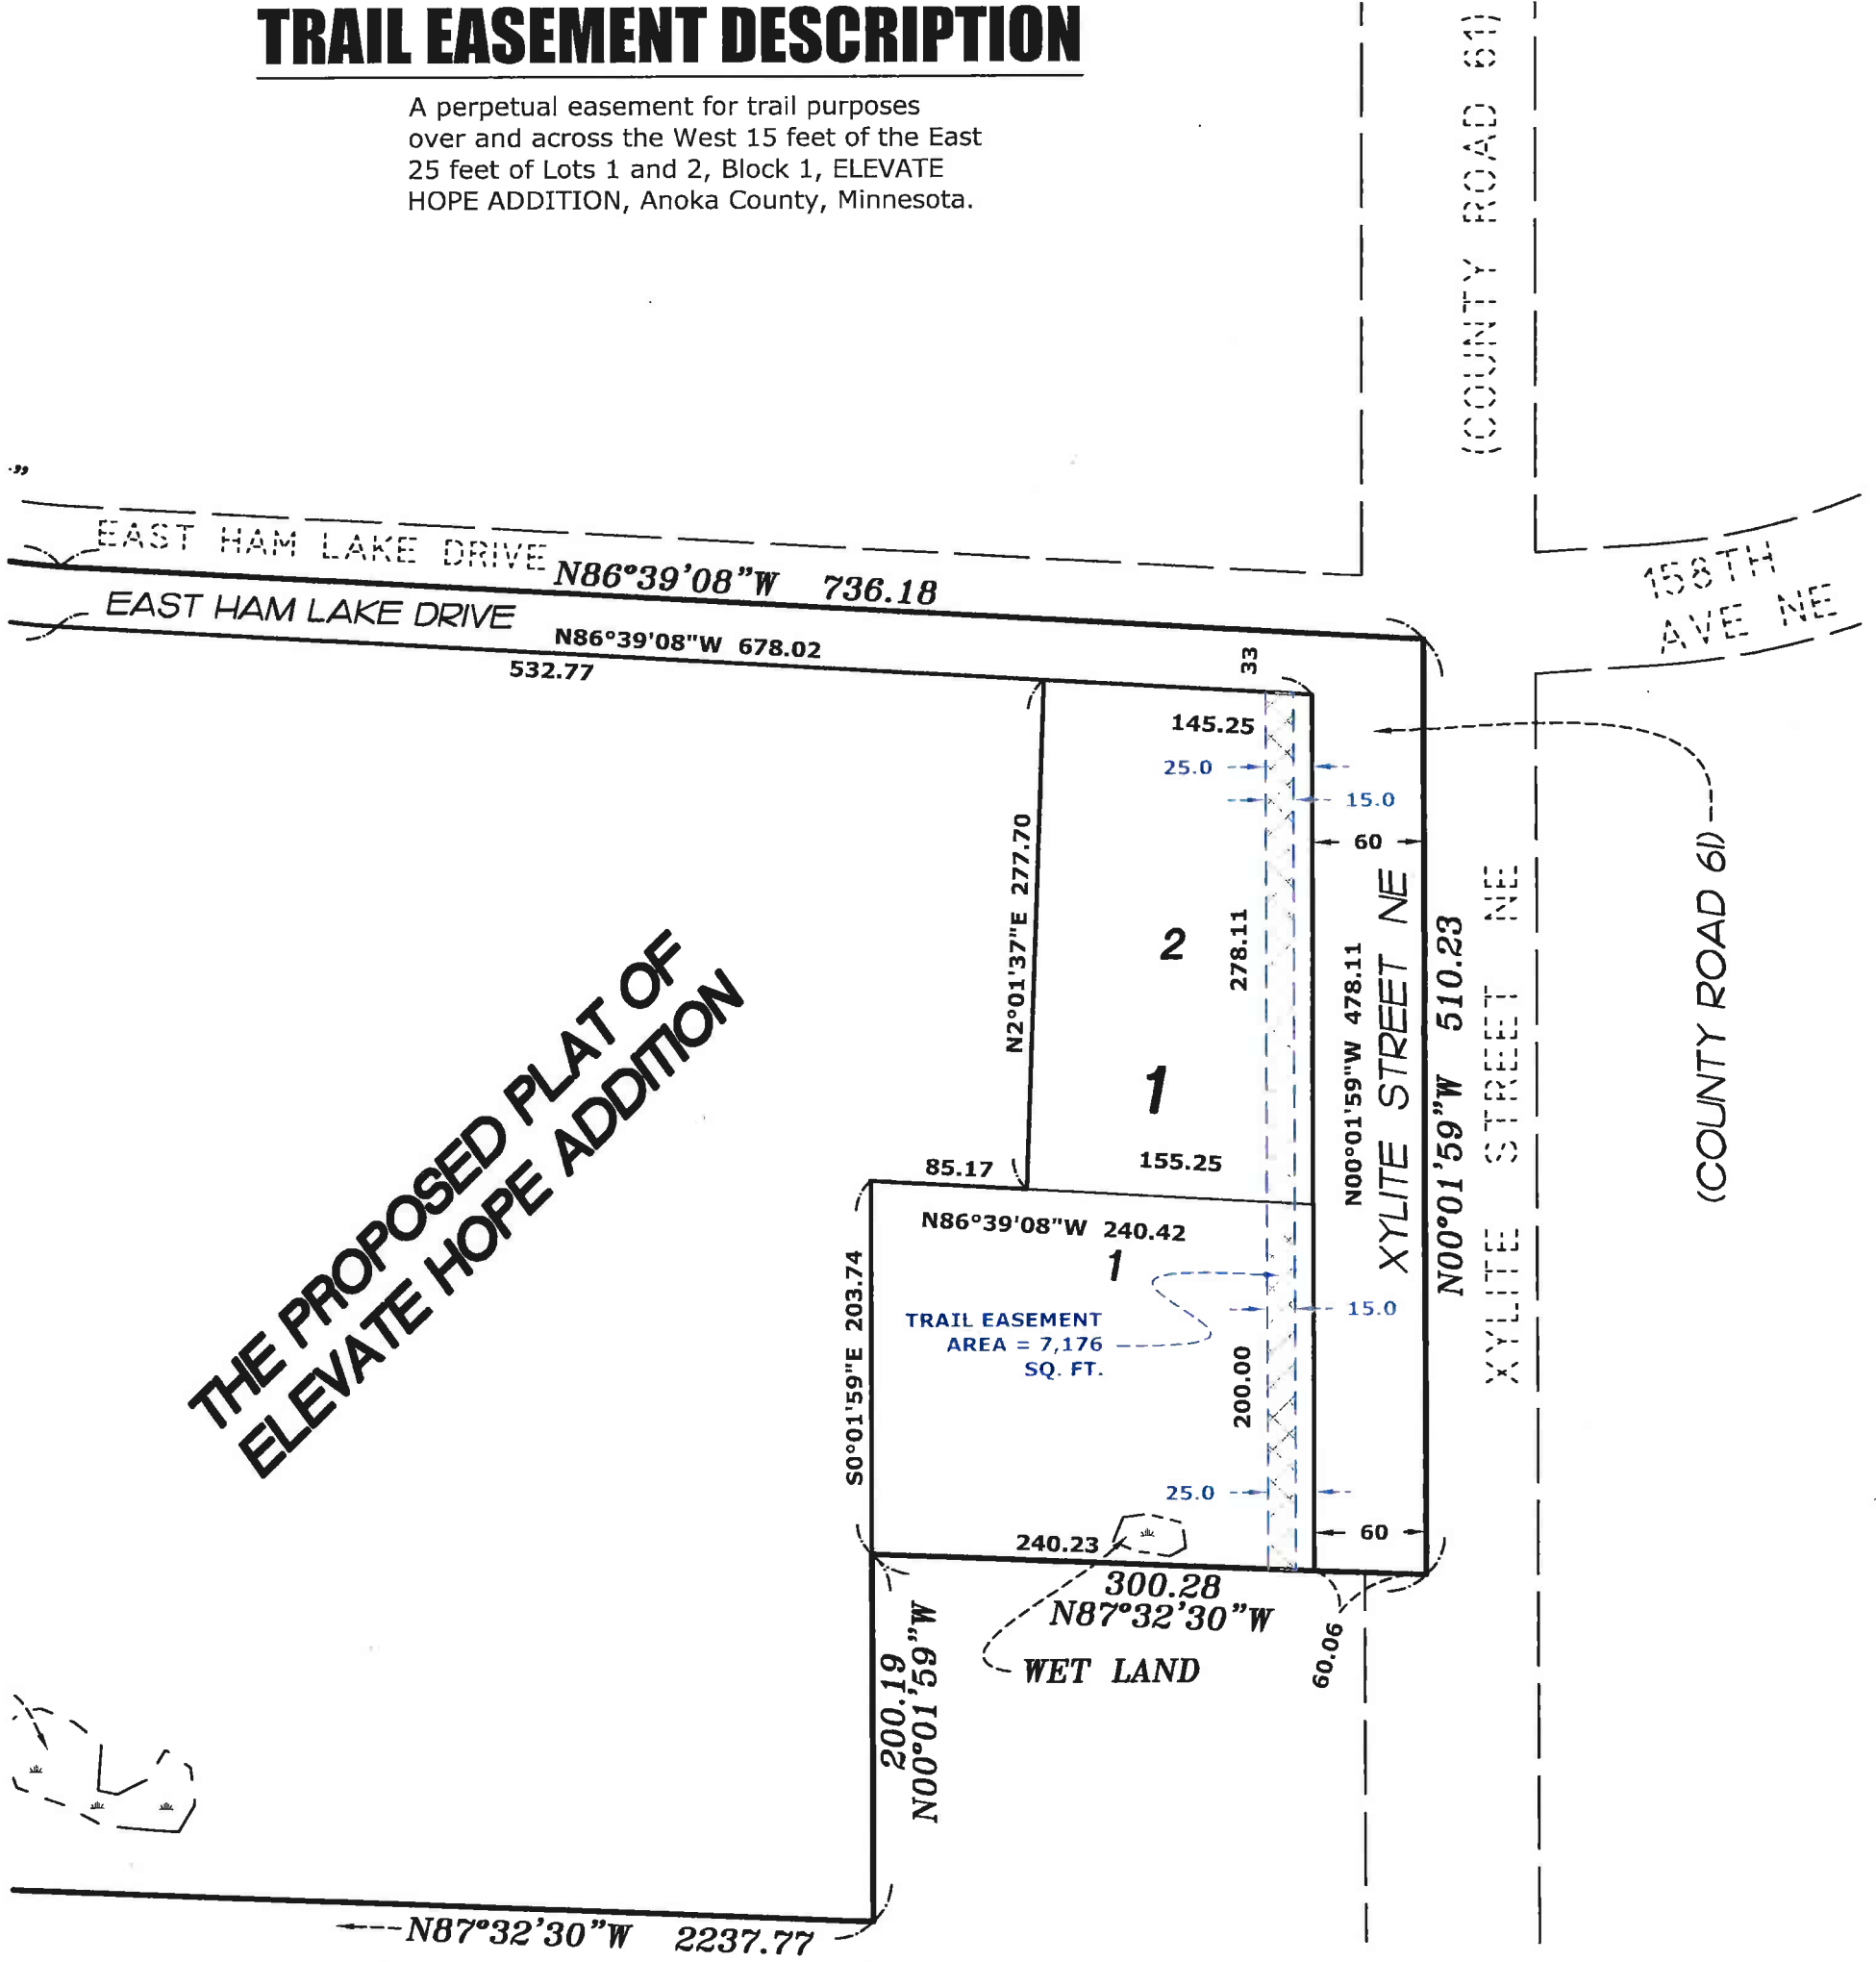 TRAIL EASEMENT DESCRIPTION
A perpetual easement for trail purposes
over and across the West 15 feet of the East
25 feet of Lots 1 and 2, Block 1, ELEVATE
HOPE ADDITION, Anoka County, Minnesota.
(COUNTY ROAD 61)
."
EAST HAM LAKE DRIVE
N86°39'08"W 736.18
EAST HAM LAKE DRIVE
N86°39'08"W 678.02
532.77
158TH
AVE NE
33
145.25
25.0
15.0
60
N2°01'37"E 277.70
2
278.11
1
N00°01'59"W 478.11
XYLITE STREET NE
N00°01'59"W 510.23
XYLITE STREET NE
(COUNTY ROAD 61)
THE PROPOSED PLAT OF
ELEVATE HOPE ADDITION
85.17
155.25
N86°39'08"W 240.42
1
S0°01'59"E 203.74
TRAIL EASEMENT
AREA = 7,176
SQ. FT.
15.0
200.00
25.0
60
240.23
300.28
N87°32'30"W
60.06
WET LAND
200.19
N00°01'59"W
N87°32'30"W 2237.77